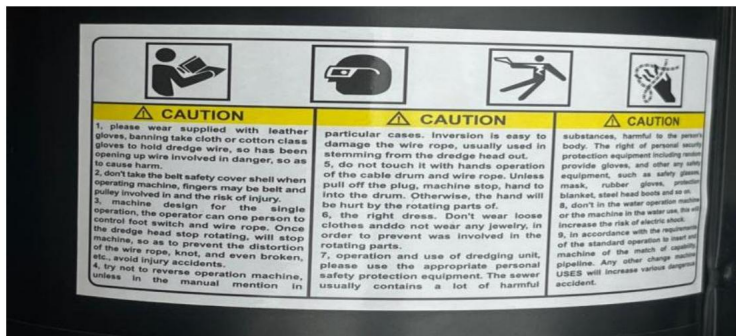 CAUTION
1, please wear supplied with leather
gloves, banning take cloth or cotton class
gloves to hold dredge wire, so has been
opening up wire involved in danger, so as
to cause harm.
2, don't take the belt safety cover shell when
operating machine, fingers may be belt and
pulley involved in and the risk of injury.
3, machine design for the single
operation, the operator can one person to
control foot switch and wire rope. Once
the dredge head stop rotating, will stop
machine, so as to prevent the distortion
of the wire rope, knot, and even broken,
etc., avoid injury accidents.
4, try not to reverse operation machine,
unless in the manual mention in
CAUTION
particular cases. Inversion is easy to
damage the wire rope, usually used in
stemming from the dredge head out.
5, do not touch it with hands operation
of the cable drum and wire rope. Unless
pull off the plug, machine stop, hand to
into the drum. Otherwise, the hand will
be hurt by the rotating parts of.
6, the right dress. Don't wear loose
clothes anddo not wear any jewelry, in
order to prevent was involved in the
rotating parts.
7, operation and use of dredging unit,
please use the appropriate personal
safety protection equipment. The sewer
usually contains a lot of harmful
CAUTION
substances, harmful to the person's
body. The right of personal security
protection equipment including random
provide gloves, and other any safety
equipment, such as safety glasses,
mask, rubber gloves, protection
blanket, steel head boots and so on.
8, don't in the water operation machine
or the machine in the water use, this will
increase the risk of electric shock.
9, in accordance with the requirements
of the standard operation to insert the
machine of the match of capability
pipeline. Any other change machine
USES will increase various dangerous
accident.